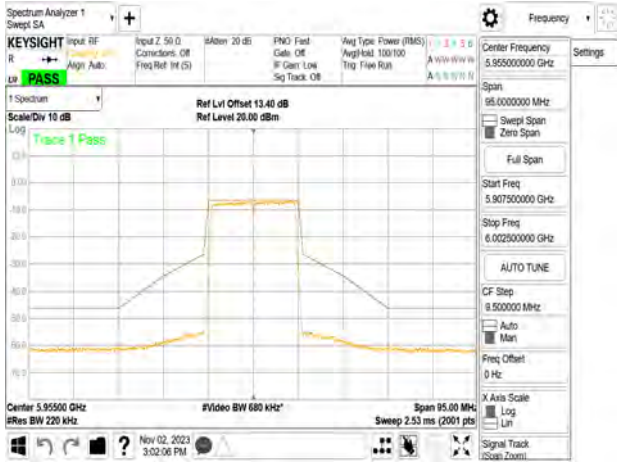 Spectrum Analyzer 1
Swept SA
+
Frequency
KEYSIGHT
R
PASS
Input: RF
Align: Auto
Input Z: 50 Ω
Corrections: Off
Freq Ref: Int (S)
#Atten: 20 dB
PNO: Fast
Gate: Off
IF Gain: Low
Sig Track: Off
Avg Type: Power (RMS)
Avg|Hold: 100/100
Trig: Free Run
1 Spectrum
Scale/Div 10 dB
Ref Lvl Offset 13.40 dB
Ref Level 20.00 dBm
Log
Trace 1 Pass
Center 5.95500 GHz
#Res BW 220 kHz
#Video BW 680 kHz*
Span 95.00 MHz
Sweep 2.53 ms (2001 pts
?
Nov 02, 2023
3:02:06 PM
Center Frequency
5.955000000 GHz
Settings
Span
95.0000000 MHz
Swept Span
Zero Span
Full Span
Start Freq
5.907500000 GHz
Stop Freq
6.002500000 GHz
AUTO TUNE
CF Step
9.500000 MHz
Auto
Man
Freq Offset
0 Hz
X Axis Scale
Log
Lin
Signal Track
(Span Zoom)